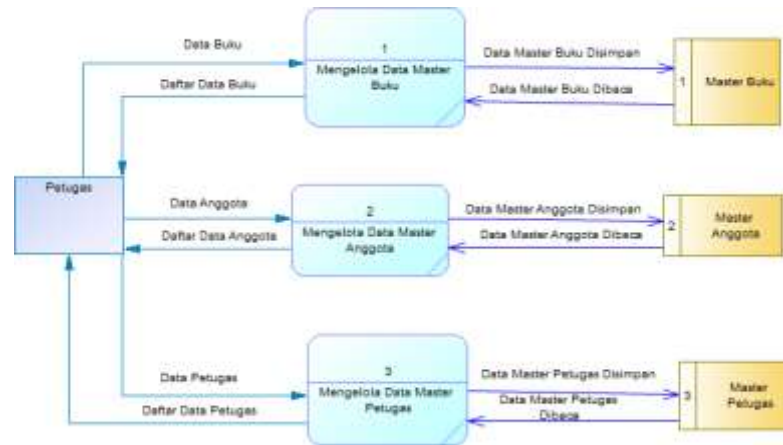 Data Buku
1
Mengelola Data Master
Buku
Data Master Buku Disimpan
1
Master Buku
Daftar Data Buku
Data Master Buku Dibaca
Petugas
Data Anggota
2
Mengelola Data Master
Anggota
Data Master Anggota Disimpan
2
Master
Anggota
Daftar Data Anggota
Data Master Anggota Dibaca
Data Petugas
3
Mengelola Data Master
Petugas
Data Master Petugas Disimpan
3
Master
Petugas
Daftar Data Petugas
Data Master Petugas
Dibaca